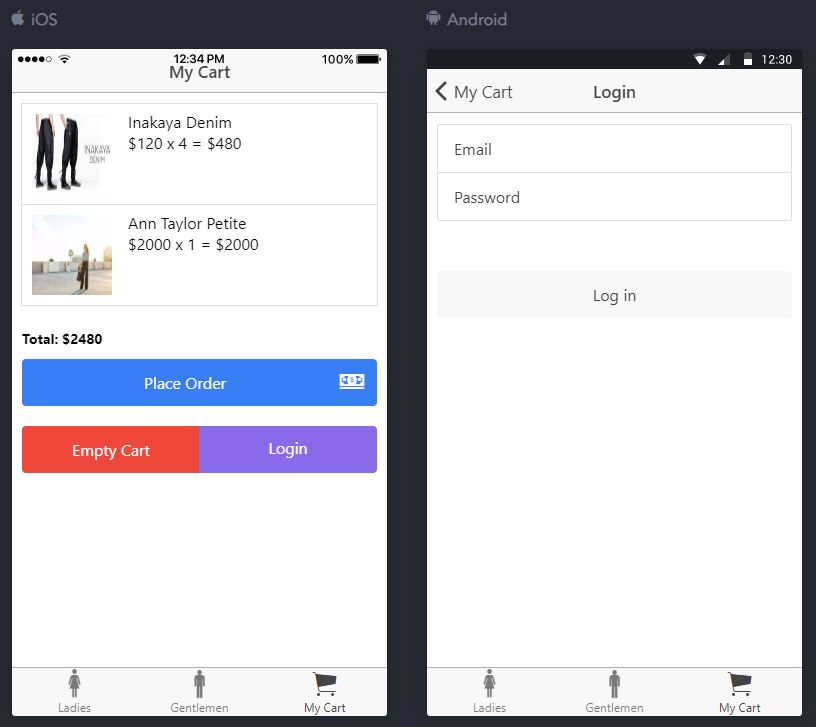 iOS
Android
12:34 PM
100%
My Cart
Inakaya Denim
$120 x 4 = $480
INAKAYA
DENIM
Ann Taylor Petite
$2000 x 1 = $2000
Total: $2480
Place Order
Empty Cart
Login
Ladies
Gentlemen
My Cart
12:30
My Cart
Login
Email
Password
Log in
Ladies
Gentlemen
My Cart